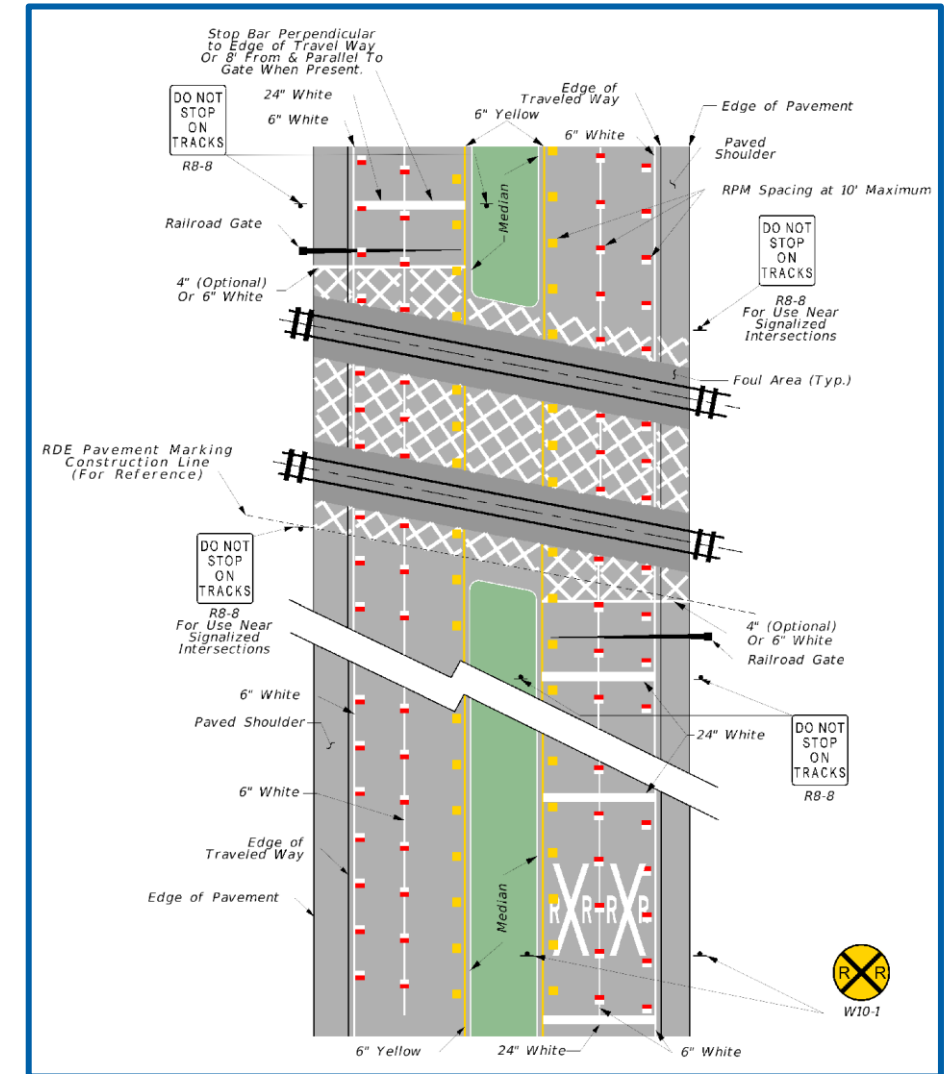 Stop Bar Perpendicular
to Edge of Travel Way
Or 8' From & Parallel To
Gate When Present.
24" White
6" White
DO NOT
STOP
ON
TRACKS
R8-8
Railroad Gate
4" (Optional)
Or 6" White
6" Yellow
Edge of
Traveled Way
6" White
Edge of Pavement
Paved
Shoulder
RPM Spacing at 10' Maximum
Median
DO NOT
STOP
ON
TRACKS
R8-8
For Use Near
Signalized
Intersections
Foul Area (Typ.)
RDE Pavement Marking
Construction Line
(For Reference)
DO NOT
STOP
ON
TRACKS
R8-8
For Use Near
Signalized
Intersections
4" (Optional)
Or 6" White
Railroad Gate
24" White
DO NOT
STOP
ON
TRACKS
R8-8
6" White
Paved Shoulder
6" White
Edge of
Traveled Way
Edge of Pavement
Median
R R R R
R R
W10-1
6" Yellow
24" White
6" White